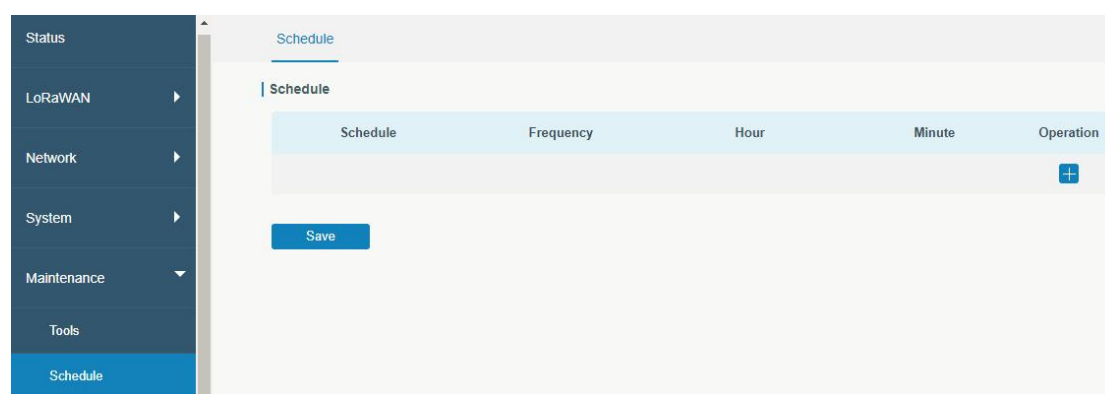 Status
LoRaWAN
Network
System
Maintenance
Tools
Schedule
Schedule
Schedule
Schedule Frequency Hour Minute Operation
Save